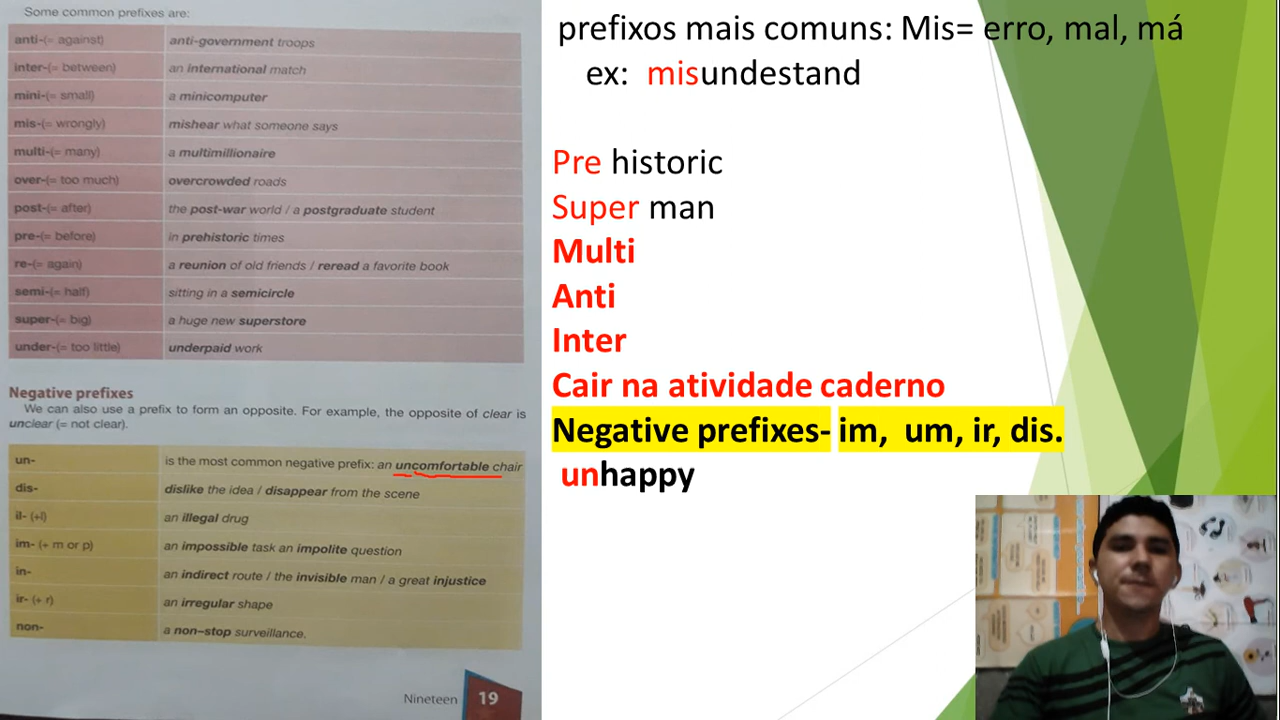 Some common prefixes are:
anti-(= against) anti-government troops
inter-(= between) an international match
mini-(= small) a minicomputer
mis-(= wrongly) mishear what someone says
multi-(= many) a multimillionaire
over-(= too much) overcrowded roads
post-(= after) the post-war world / a postgraduate student
pre-(= before) in prehistoric times
re-(= again) a reunion of old friends / reread a favorite book
semi-(= half) sitting in a semicircle
super-(= big) a huge new superstore
under-(= too little) underpaid work
Negative prefixes
We can also use a prefix to form an opposite. For example, the opposite of clear is
unclear (= not clear).
un- is the most common negative prefix: an uncomfortable chair
dis- dislike the idea / disappear from the scene
il- (+l) an illegal drug
im- (+ m or p) an impossible task an impolite question
in- an indirect route / the invisible man / a great injustice
ir- (+ r) an irregular shape
non- a non–stop surveillance.
Nineteen 19
prefixos mais comuns: Mis= erro, mal, má
ex: misundestand
Pre historic
Super man
Multi
Anti
Inter
Cair na atividade caderno
Negative prefixes- im, um, ir, dis.
unhappy